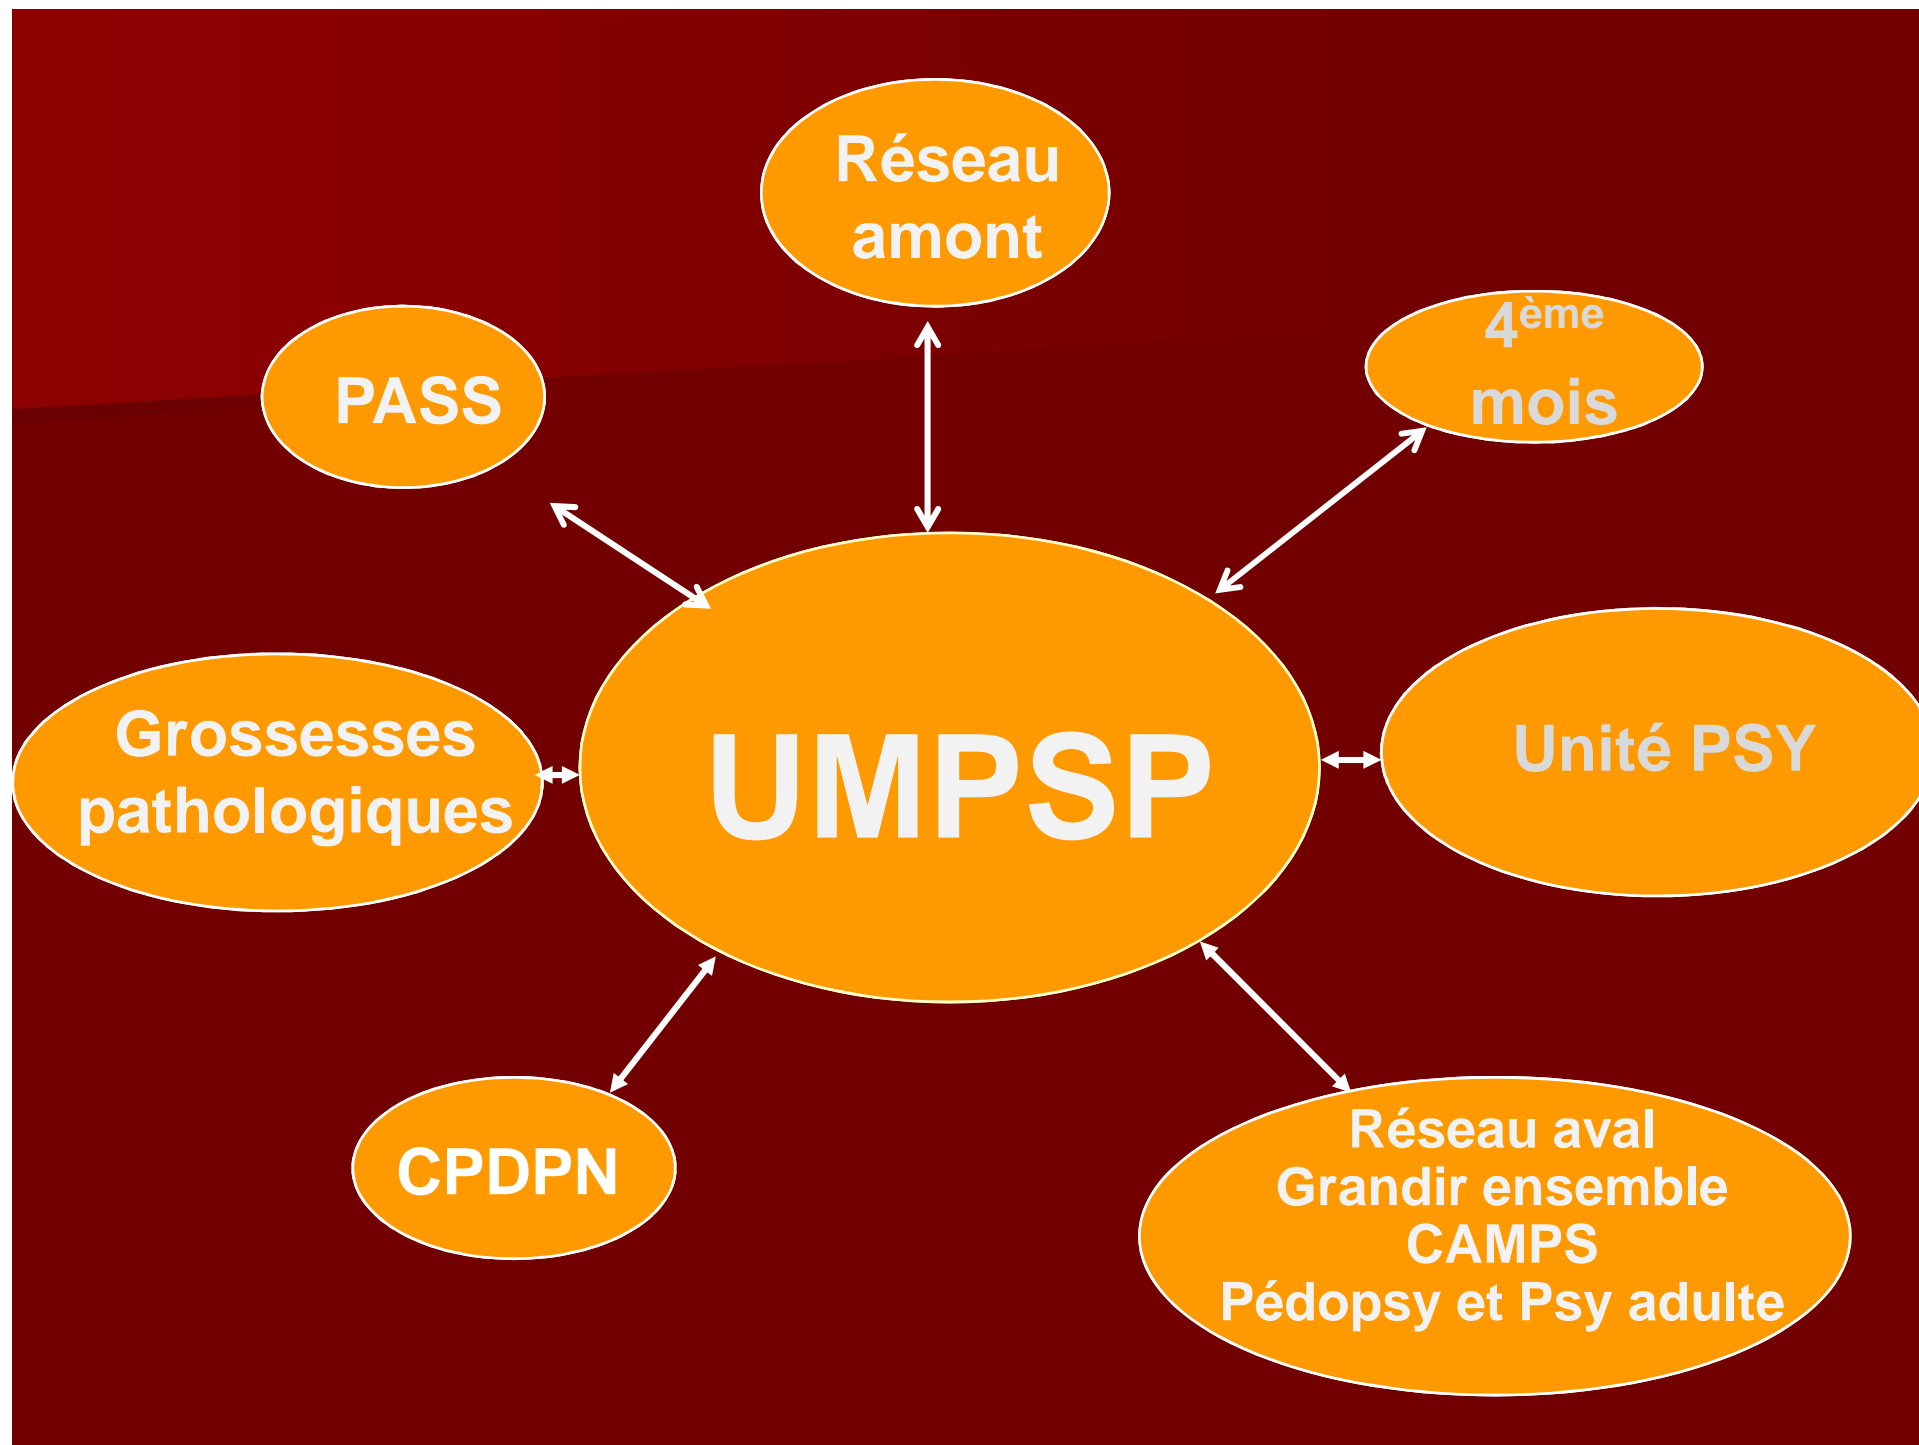 Réseau
amont
4ème
mois
PASS
Grossesses
pathologiques
UMPSP
Unité PSY
CPDPN
Réseau aval
Grandir ensemble
CAMPS
Pédopsy et Psy adulte